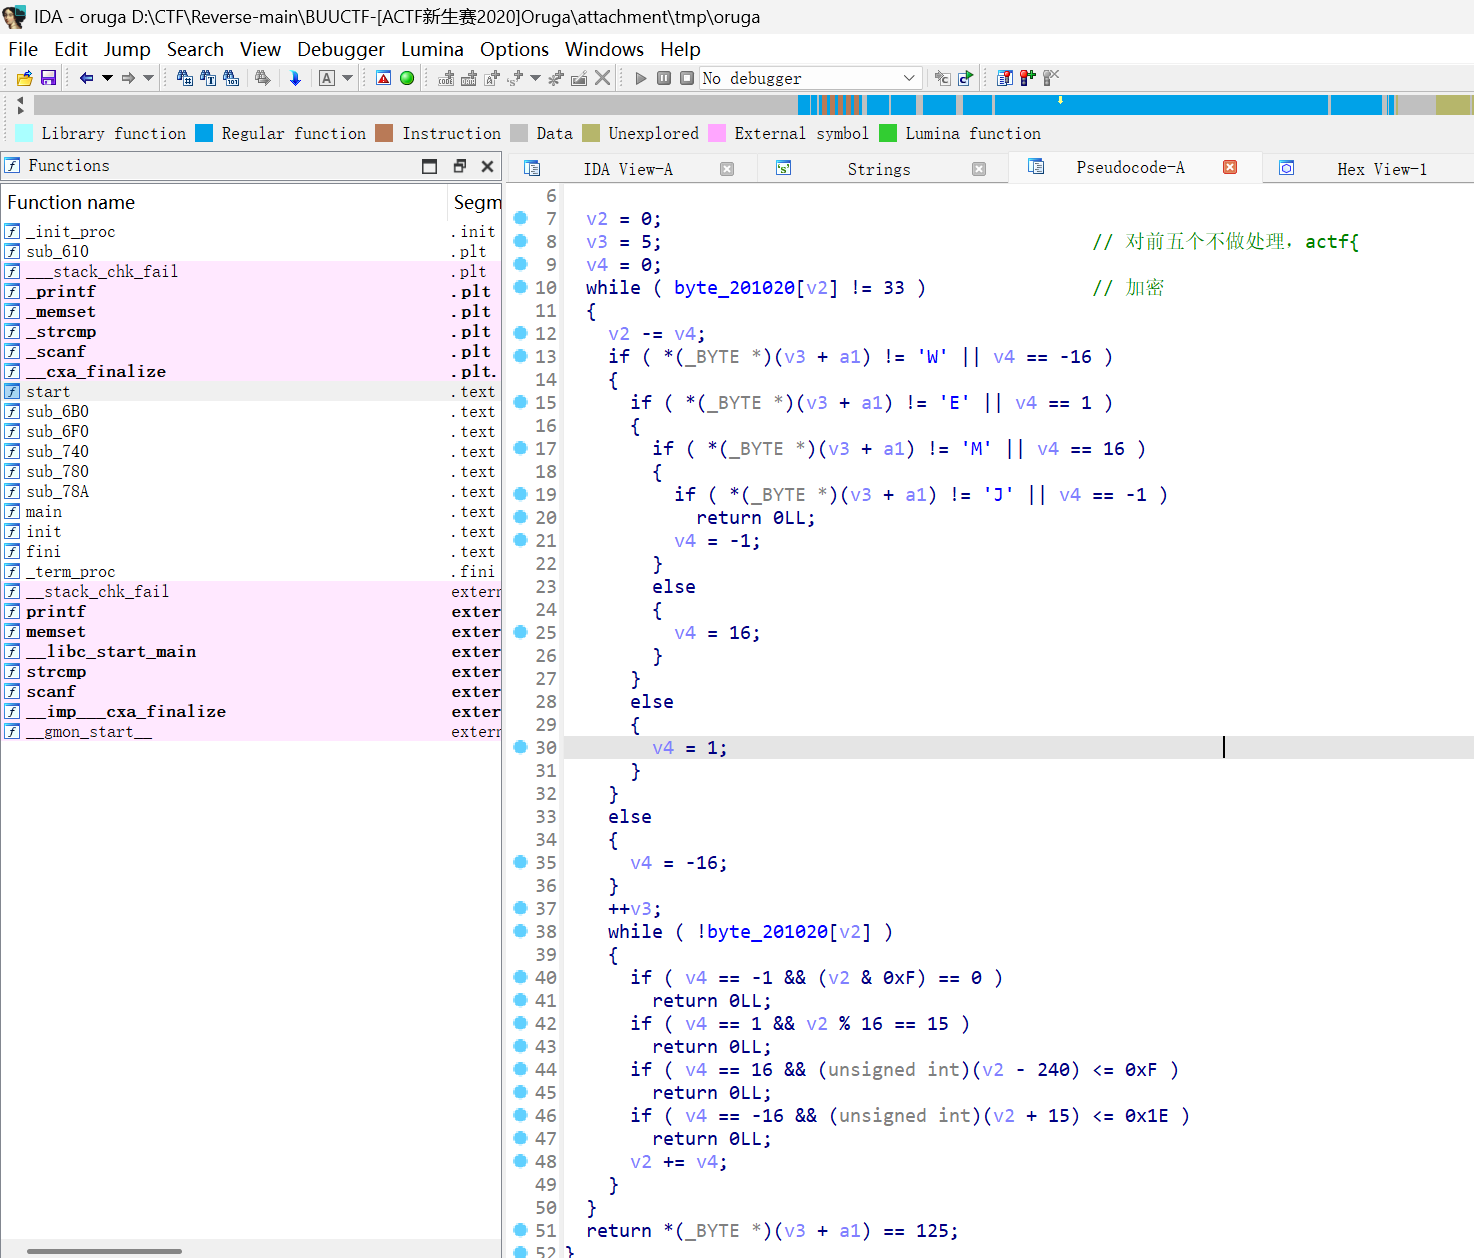 IDA - oruga D:\CTF\Reverse-main\BUUCTF-[ACTF新生赛2020]Oruga\attachment\tmp\oruga
File Edit Jump Search View Debugger Lumina Options Windows Help
No debugger
Library function Regular function Instruction Data Unexplored External symbol Lumina function
Functions
IDA View-A Strings Pseudocode-A Hex View-1
Function name Segm
_init_proc .init
sub_610 .plt
___stack_chk_fail .plt
_printf .plt
_memset .plt
_strcmp .plt
_scanf .plt
__cxa_finalize .plt.
start .text
sub_6B0 .text
sub_6F0 .text
sub_740 .text
sub_780 .text
sub_78A .text
main .text
init .text
fini .text
_term_proc .fini
__stack_chk_fail extern
printf exter
memset exter
__libc_start_main exter
strcmp exter
scanf exter
__imp___cxa_finalize exter
__gmon_start__ extern
6
7 v2 = 0;
8 v3 = 5; // 对前五个不做处理，actf{
9 v4 = 0;
10 while ( byte_201020[v2] != 33 ) // 加密
11 {
12 v2 -= v4;
13 if ( *(_BYTE *)(v3 + a1) != 'W' || v4 == -16 )
14 {
15 if ( *(_BYTE *)(v3 + a1) != 'E' || v4 == 1 )
16 {
17 if ( *(_BYTE *)(v3 + a1) != 'M' || v4 == 16 )
18 {
19 if ( *(_BYTE *)(v3 + a1) != 'J' || v4 == -1 )
20 return 0LL;
21 v4 = -1;
22 }
23 else
24 {
25 v4 = 16;
26 }
27 }
28 else
29 {
30 v4 = 1;
31 }
32 }
33 else
34 {
35 v4 = -16;
36 }
37 ++v3;
38 while ( !byte_201020[v2] )
39 {
40 if ( v4 == -1 && (v2 & 0xF) == 0 )
41 return 0LL;
42 if ( v4 == 1 && v2 % 16 == 15 )
43 return 0LL;
44 if ( v4 == 16 && (unsigned int)(v2 - 240) <= 0xF )
45 return 0LL;
46 if ( v4 == -16 && (unsigned int)(v2 + 15) <= 0x1E )
47 return 0LL;
48 v2 += v4;
49 }
50 }
51 return *(_BYTE *)(v3 + a1) == 125;
52 }